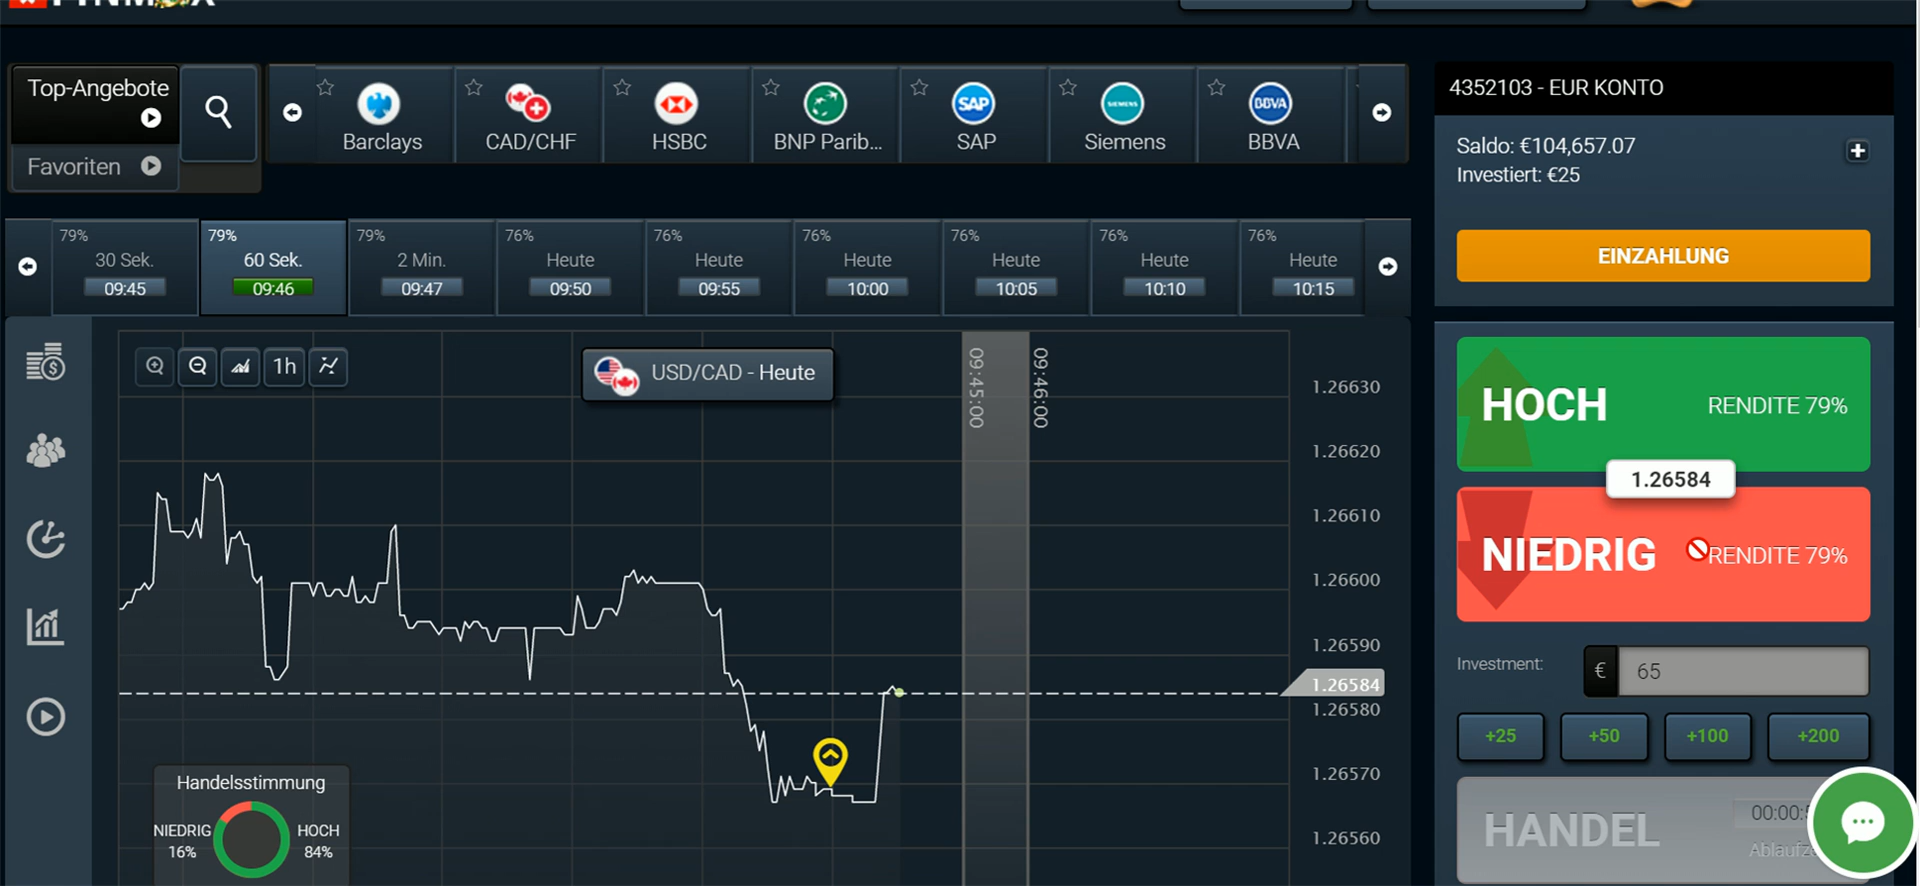 Top-Angebote
Favoriten
Barclays
CAD/CHF
HSBC
BNP Parib...
SAP
SAP
SIEMENS
Siemens
BBVA
BBVA
4352103 - EUR KONTO
Saldo: €104,657.07
Investiert: €25
EINZAHLUNG
79%
30 Sek.
09:45
79%
60 Sek.
09:46
79%
2 Min.
09:47
76%
Heute
09:50
76%
Heute
09:55
76%
Heute
10:00
76%
Heute
10:05
76%
Heute
10:10
76%
Heute
10:15
1h
USD/CAD - Heute
09:45:00
09:46:00
1.26630
1.26620
1.26610
1.26600
1.26590
1.26584
1.26580
1.26570
1.26560
Handelsstimmung
NIEDRIG
16%
HOCH
84%
HOCH
RENDITE 79%
1.26584
NIEDRIG
RENDITE 79%
Investment:
€
65
+25
+50
+100
+200
HANDEL